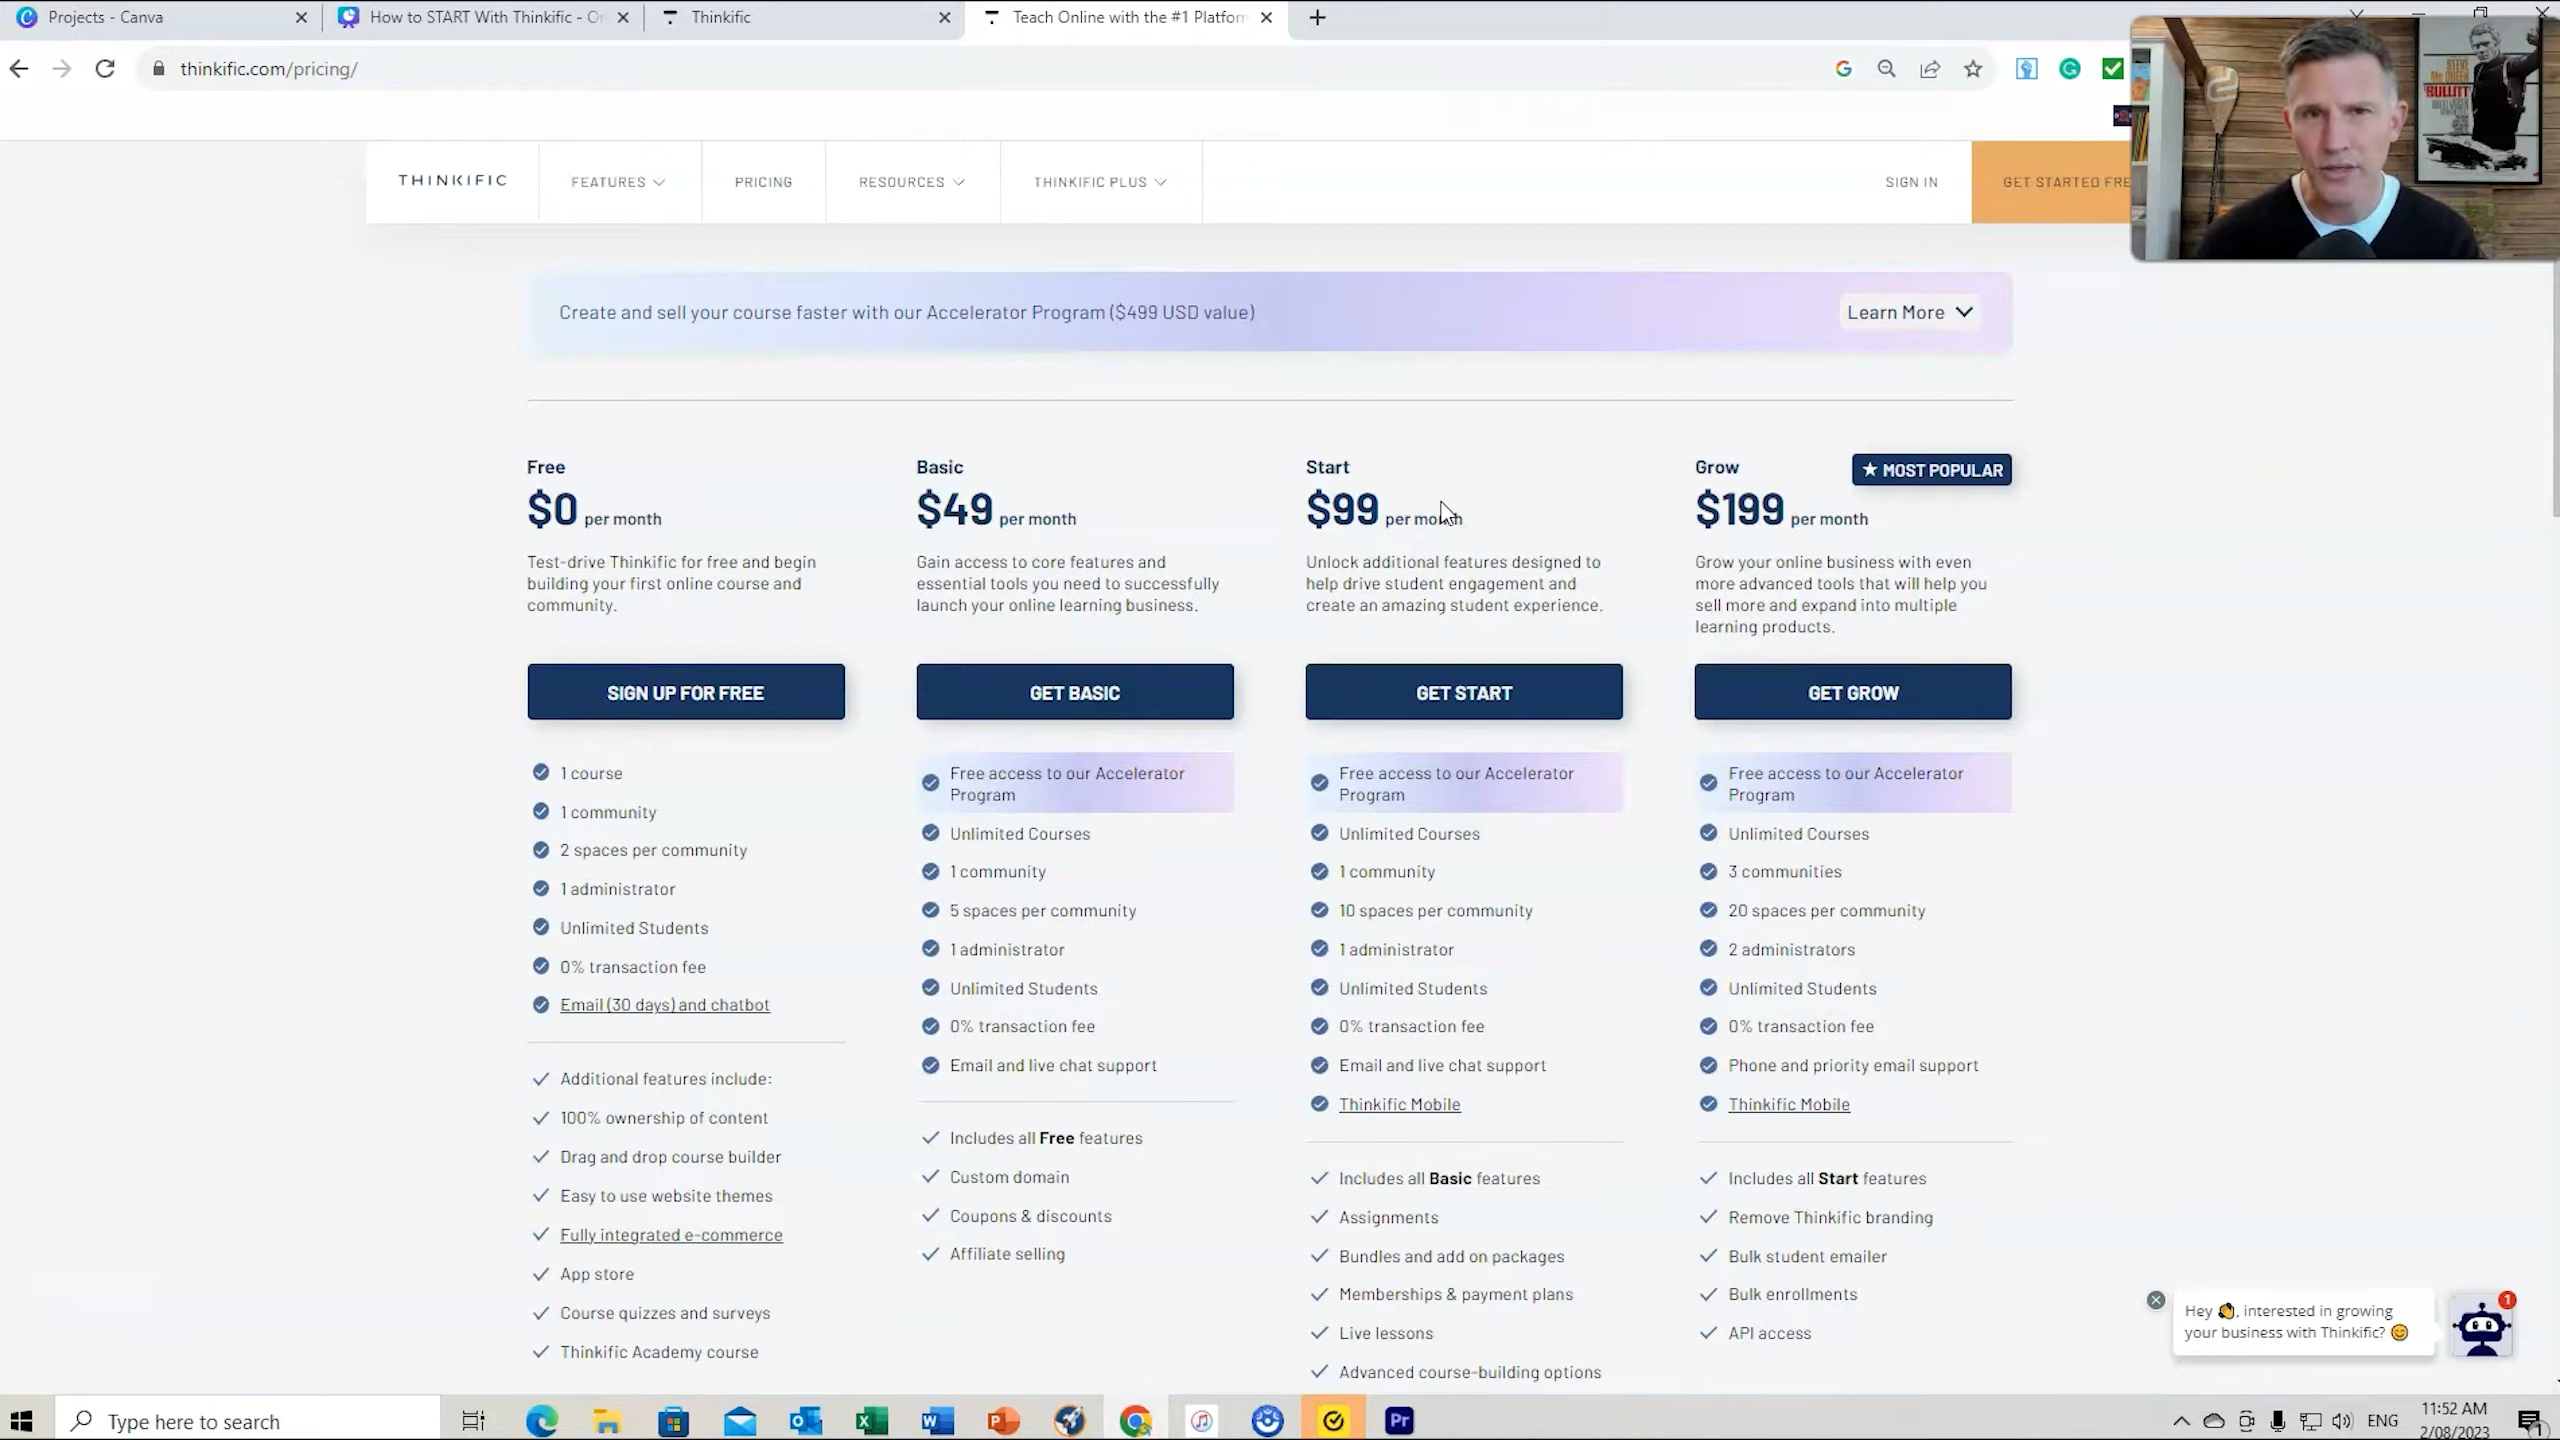 Projects - Canva
How to START With Thinkific - On
Thinkific
Teach Online with the #1 Platform
thinkific.com/pricing/
STEVE
McQUEEN
BULLITT
THINKIFIC
FEATURES
PRICING
RESOURCES
THINKIFIC PLUS
SIGN IN
GET STARTED FRE
Create and sell your course faster with our Accelerator Program ($499 USD value)
Learn More
Free
$0 per month
Test-drive Thinkific for free and begin
building your first online course and
community.
SIGN UP FOR FREE
1 course
1 community
2 spaces per community
1 administrator
Unlimited Students
0% transaction fee
Email (30 days) and chatbot
Additional features include:
100% ownership of content
Drag and drop course builder
Easy to use website themes
Fully integrated e-commerce
App store
Course quizzes and surveys
Thinkific Academy course
Basic
$49 per month
Gain access to core features and
essential tools you need to successfully
launch your online learning business.
GET BASIC
Free access to our Accelerator
Program
Unlimited Courses
1 community
5 spaces per community
1 administrator
Unlimited Students
0% transaction fee
Email and live chat support
Includes all Free features
Custom domain
Coupons & discounts
Affiliate selling
Start
$99 per month
Unlock additional features designed to
help drive student engagement and
create an amazing student experience.
GET START
Free access to our Accelerator
Program
Unlimited Courses
1 community
10 spaces per community
1 administrator
Unlimited Students
0% transaction fee
Email and live chat support
Thinkific Mobile
Includes all Basic features
Assignments
Bundles and add on packages
Memberships & payment plans
Live lessons
Advanced course-building options
Grow
★ MOST POPULAR
$199 per month
Grow your online business with even
more advanced tools that will help you
sell more and expand into multiple
learning products.
GET GROW
Free access to our Accelerator
Program
Unlimited Courses
3 communities
20 spaces per community
2 administrators
Unlimited Students
0% transaction fee
Phone and priority email support
Thinkific Mobile
Includes all Start features
Remove Thinkific branding
Bulk student emailer
Bulk enrollments
API access
Hey 👋, interested in growing
your business with Thinkific? 😊
1
Type here to search
Pr
ENG
11:52 AM
2/08/2023
1